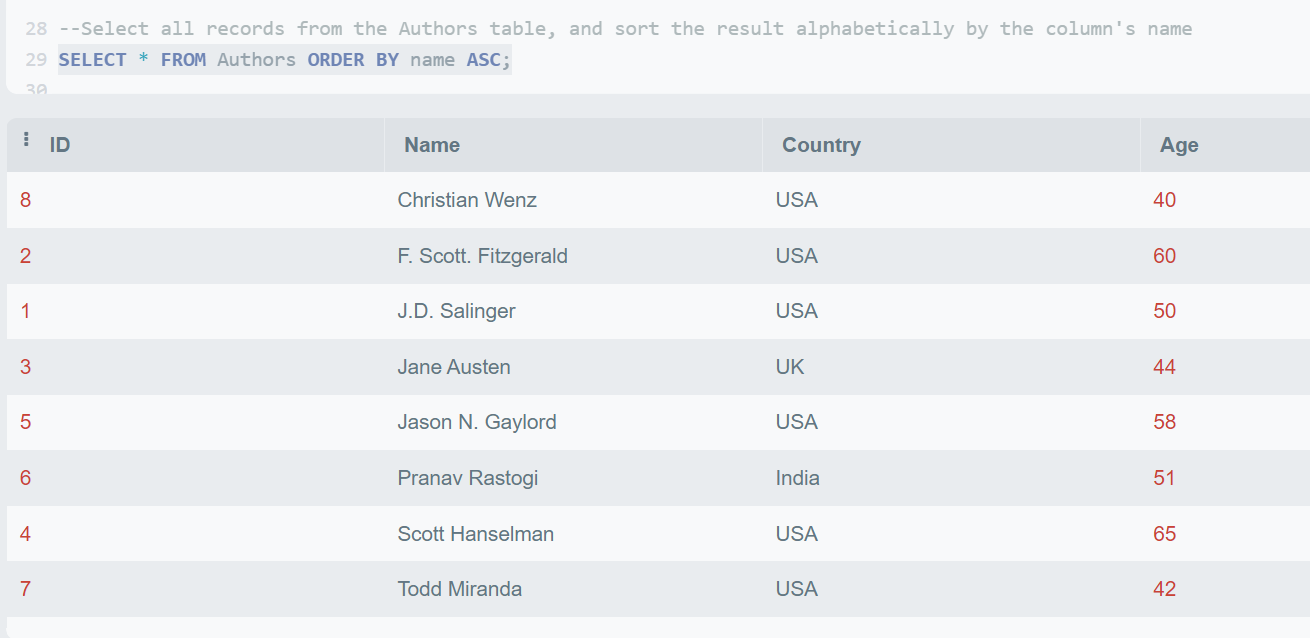 28 --Select all records from the Authors table, and sort the result alphabetically by the column's name
29 SELECT * FROM Authors ORDER BY name ASC;
30
ID Name Country Age
8 Christian Wenz USA 40
2 F. Scott. Fitzgerald USA 60
1 J.D. Salinger USA 50
3 Jane Austen UK 44
5 Jason N. Gaylord USA 58
6 Pranav Rastogi India 51
4 Scott Hanselman USA 65
7 Todd Miranda USA 42